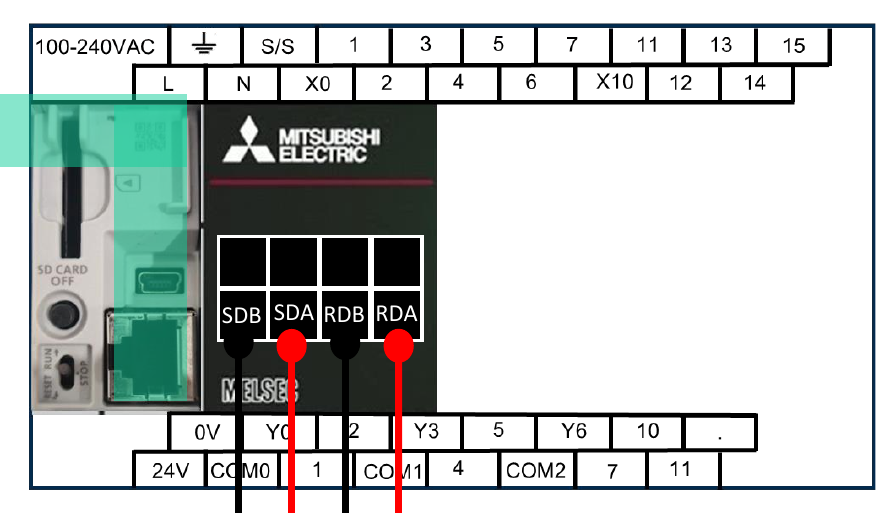 100-240VAC ⏚ S/S 1 3 5 7 11 13 15
L N X0 2 4 6 X10 12 14
MITSUBISHI
ELECTRIC
SD CARD
OFF
SDB SDA RDB RDA
RESET RUN
STOP
MELSEC
0V Y0 2 Y3 5 Y6 10 .
24V COM0 1 COM1 4 COM2 7 11